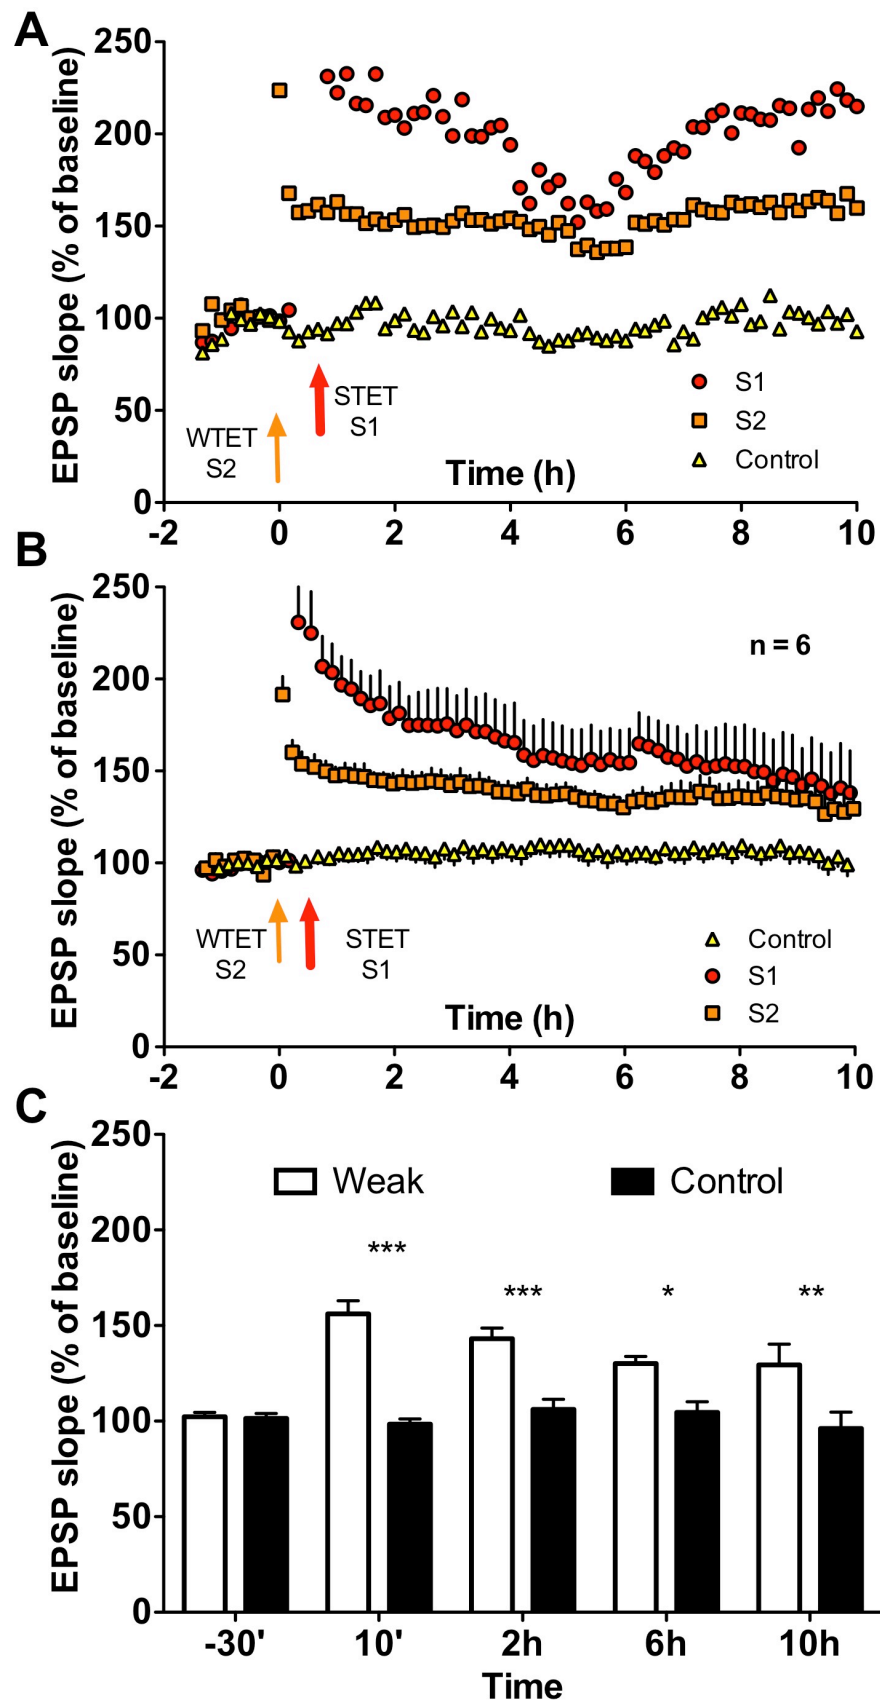 A
EPSP slope (% of baseline)
250
200
150
100
50
0
WTET
S2
STET
S1
S1
S2
Control
Time (h)
-2 0 2 4 6 8 10
B
EPSP slope (% of baseline)
250
200
150
100
50
0
n = 6
WTET
S2
STET
S1
Control
S1
S2
Time (h)
-2 0 2 4 6 8 10
C
EPSP slope (% of baseline)
250
200
150
100
50
0
Weak Control
*** *** * **
-30' 10' 2h 6h 10h
Time